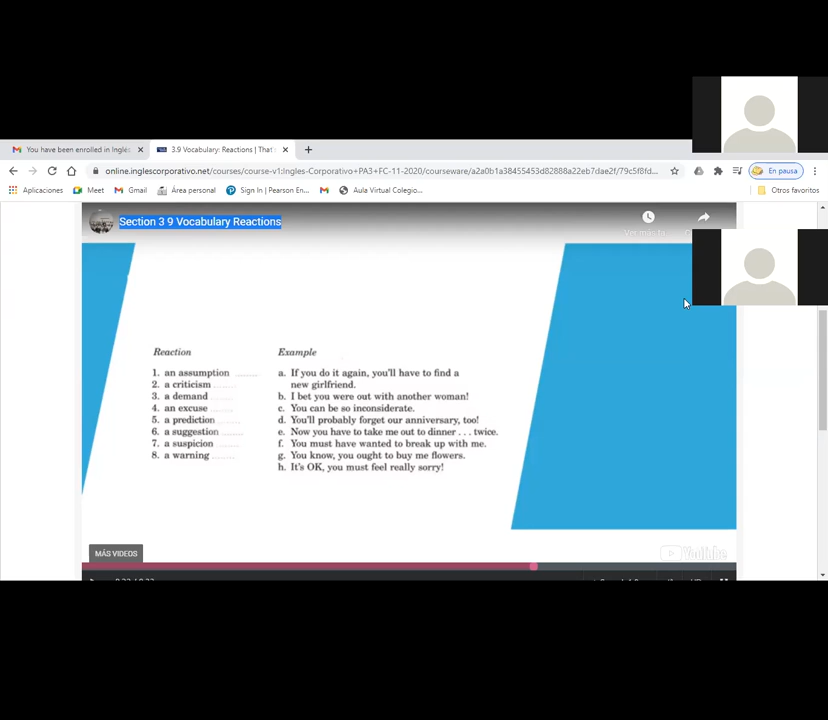 You have been enrolled in Inglés
3.9 Vocabulary: Reactions | That'
online.inglescorporativo.net/courses/course-v1:Ingles-Corporativo+PA3+FC-11-2020/courseware/a2a0b1a38455453d82888a22eb7dae2f/79c5f8fd...
En pausa
Aplicaciones
Meet
Gmail
Área personal
Sign In | Pearson En...
Aula Virtual Colegio...
Otros favoritos
Section 3 9 Vocabulary Reactions
Ver más ta
Reaction
Example
1. an assumption ........
2. a criticism ........
3. a demand ........
4. an excuse ........
5. a prediction ........
6. a suggestion ........
7. a suspicion ........
8. a warning ........
a. If you do it again, you'll have to find a
new girlfriend.
b. I bet you were out with another woman!
c. You can be so inconsiderate.
d. You'll probably forget our anniversary, too!
e. Now you have to take me out to dinner . . . twice.
f. You must have wanted to break up with me.
g. You know, you ought to buy me flowers.
h. It's OK, you must feel really sorry!
MÁS VIDEOS
YouTube